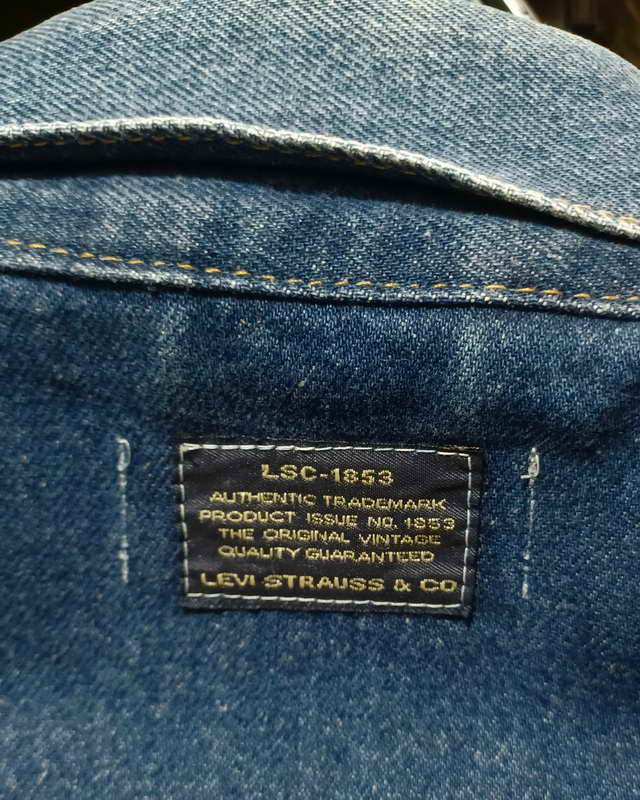 LSC-1853
AUTHENTIC TRADEMARK
PRODUCT ISSUE NO. 1853
THE ORIGINAL VINTAGE
QUALITY GUARANTEED
LEVI STRAUSS & CO